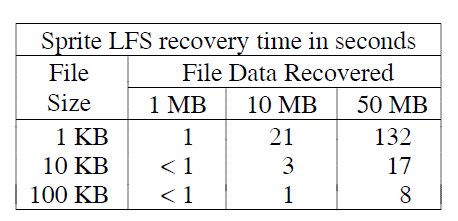 Sprite LFS recovery time in seconds
File File Data Recovered
Size 1 MB 10 MB 50 MB
1 KB 1 21 132
10 KB < 1 3 17
100 KB < 1 1 8